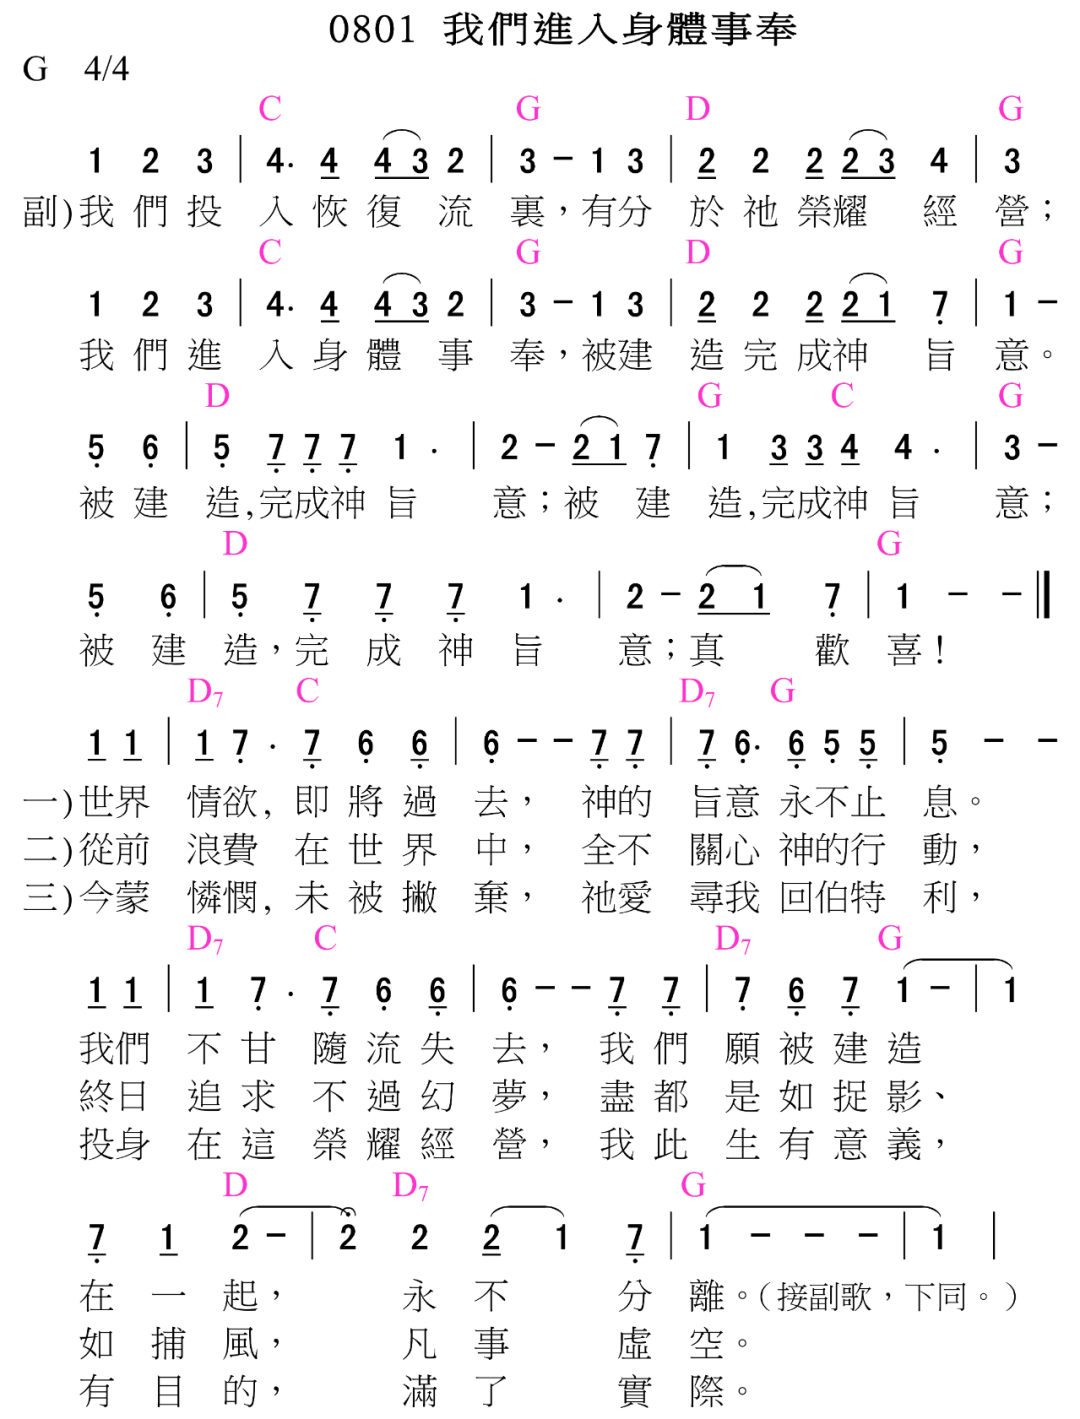 0801 我們進入身體事奉
G 4/4
C G D G
1 2 3 | 4. 4 4 3 2 | 3 - 1 3 | 2 2 2 2 3 4 | 3
副)我們投入恢復流裏，有分於祂榮耀經營；
C G D G
1 2 3 | 4. 4 4 3 2 | 3 - 1 3 | 2 2 2 2 1 7 | 1 -
我們進入身體事奉，被建造完成神旨意。
D G C G
5 6 | 5 7 7 7 1 . | 2 - 2 1 7 | 1 3 3 4 4 . | 3 -
被建造,完成神旨意；被建造,完成神旨意；
D G
5 6 | 5 7 7 7 1 . | 2 - 2 1 7 | 1 - - ‖
被建造，完成神旨意；真歡喜！
D7 C D7 G
1 1 | 1 7 . 7 6 6 | 6 - - 7 7 | 7 6. 6 5 5 | 5 - -
一)世界情欲,即將過去，神的旨意永不止息。
二)從前浪費在世界中，全不關心神的行動，
三)今蒙憐憫,未被撇棄，祂愛尋我回伯特利，
D7 C D7 G
1 1 | 1 7 . 7 6 6 | 6 - - 7 7 | 7 6 7 1 - | 1
我們不甘隨流失去，我們願被建造
終日追求不過幻夢，盡都是如捉影、
投身在這榮耀經營，我此生有意義，
D D7 G
7 1 2 - | 2 2 2 1 7 | 1 - - - | 1 |
在一起，永不分離。（接副歌，下同。）
如捕風，凡事虛空。
有目的，滿了實際。